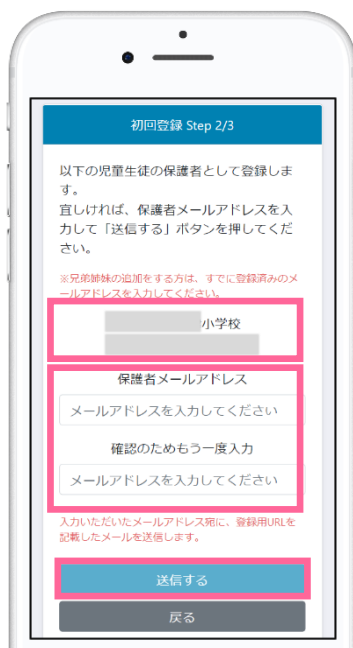 初回登録 Step 2/3
以下の児童生徒の保護者として登録しま
す。
宜しければ、保護者メールアドレスを入
力して「送信する」ボタンを押してくだ
さい。
※兄弟姉妹の追加をする方は、すでに登録済みのメ
ールアドレスを入力してください。
小学校
保護者メールアドレス
メールアドレスを入力してください
確認のためもう一度入力
メールアドレスを入力してください
入力いただいたメールアドレス宛に、登録用URLを
記載したメールを送信します。
送信する
戻る